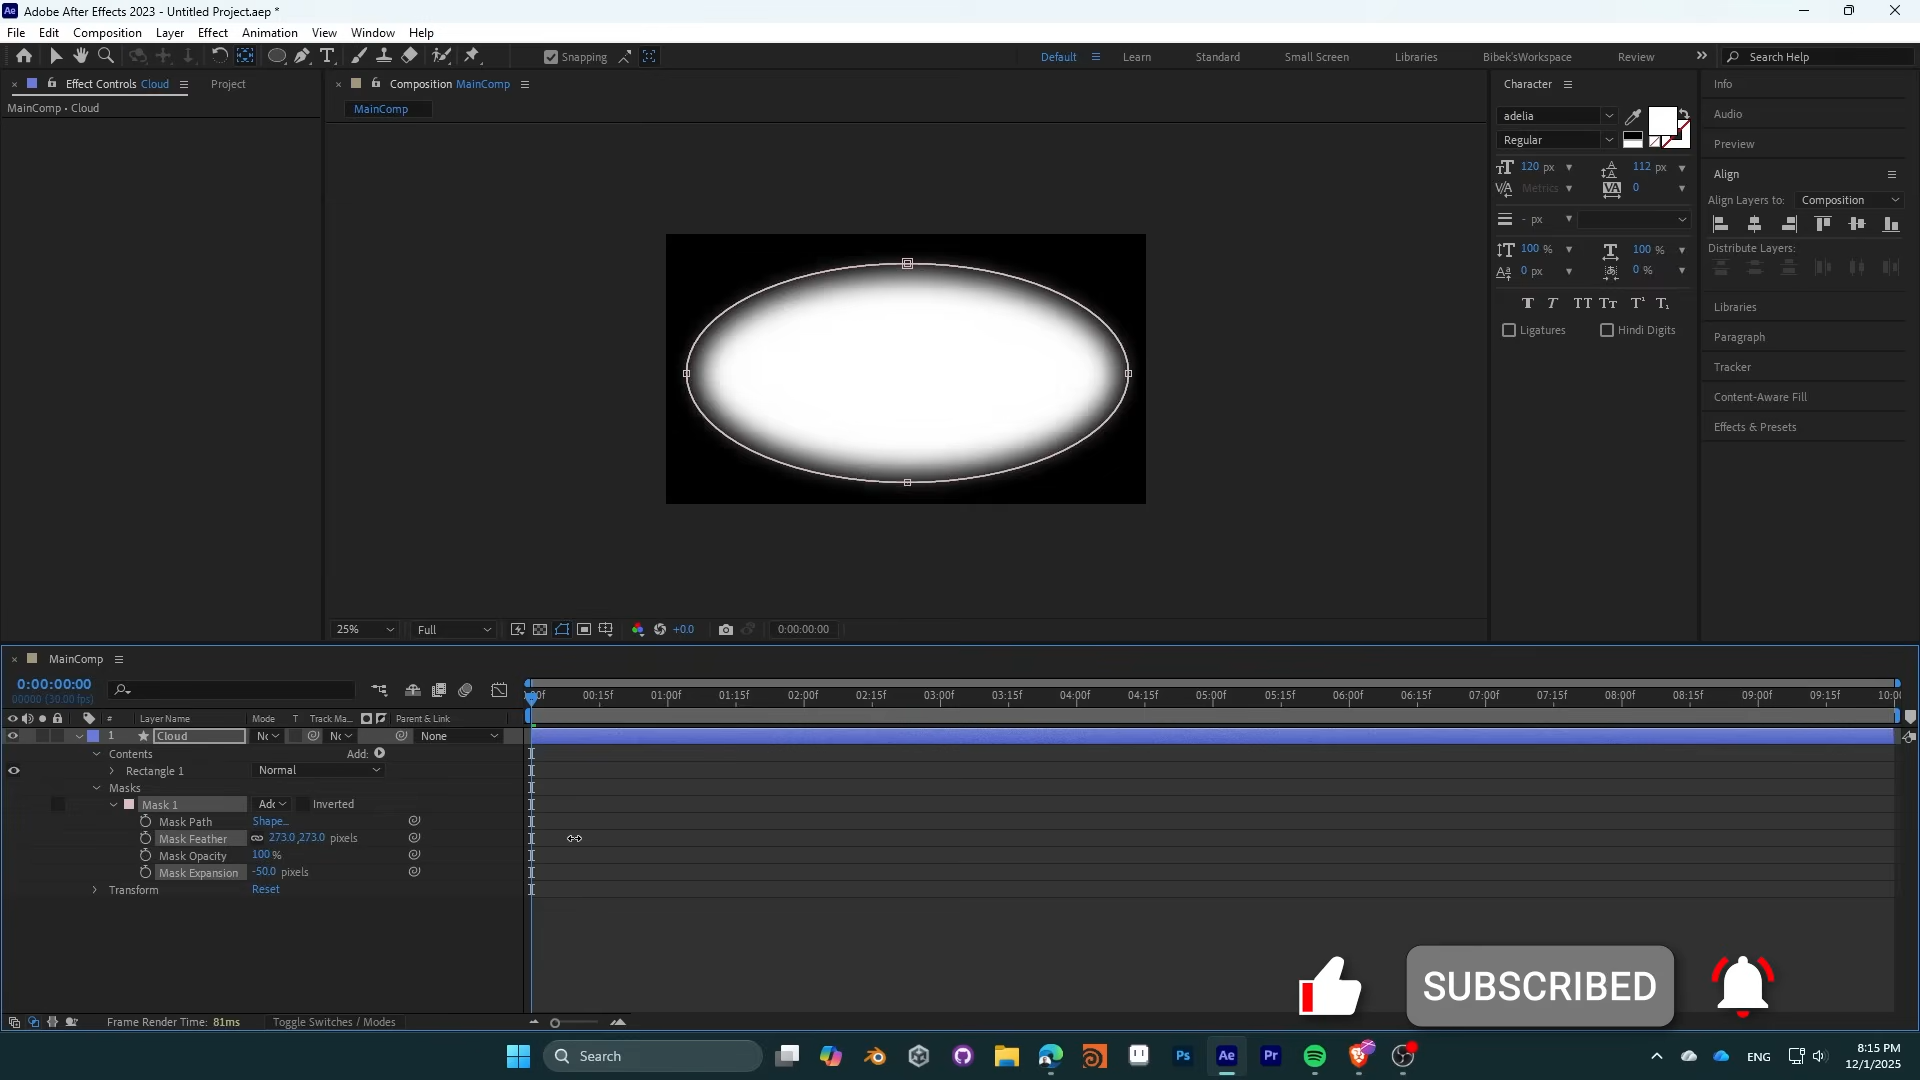 Ae Adobe After Effects 2023 - Untitled Project.aep *
File Edit Composition Layer Effect Animation View Window Help
Snapping
Default Learn Standard Small Screen Libraries Bibek'sWorkspace Review Search Help
Effect Controls Cloud Project
MainComp • Cloud
Composition MainComp
MainComp
Character
adelia
Regular
120 px 112 px
Metrics 0
- px
100 % 100 %
0 px 0 %
Ligatures Hindi Digits
Info
Audio
Preview
Align
Align Layers to: Composition
Distribute Layers:
Libraries
Paragraph
Tracker
Content-Aware Fill
Effects & Presets
25% Full +0.0 0:00:00:00
MainComp
0:00:00:00
00000 (30.00 fps)
00:15f 01:00f 01:15f 02:00f 02:15f 03:00f 03:15f 04:00f 04:15f 05:00f 05:15f 06:00f 06:15f 07:00f 07:15f 08:00f 08:15f 09:00f 09:15f 10:0
# Layer Name Mode T Track Ma... Parent & Link
1 Cloud Nc Nc None
Contents Add:
Rectangle 1 Normal
Masks
Mask 1 Adc Inverted
Mask Path Shape...
Mask Feather 273.0,273.0 pixels
Mask Opacity 100 %
Mask Expansion -50.0 pixels
Transform Reset
SUBSCRIBED
Frame Render Time: 81ms Toggle Switches / Modes
Search Ps Ae Pr ENG
8:15 PM
12/1/2025